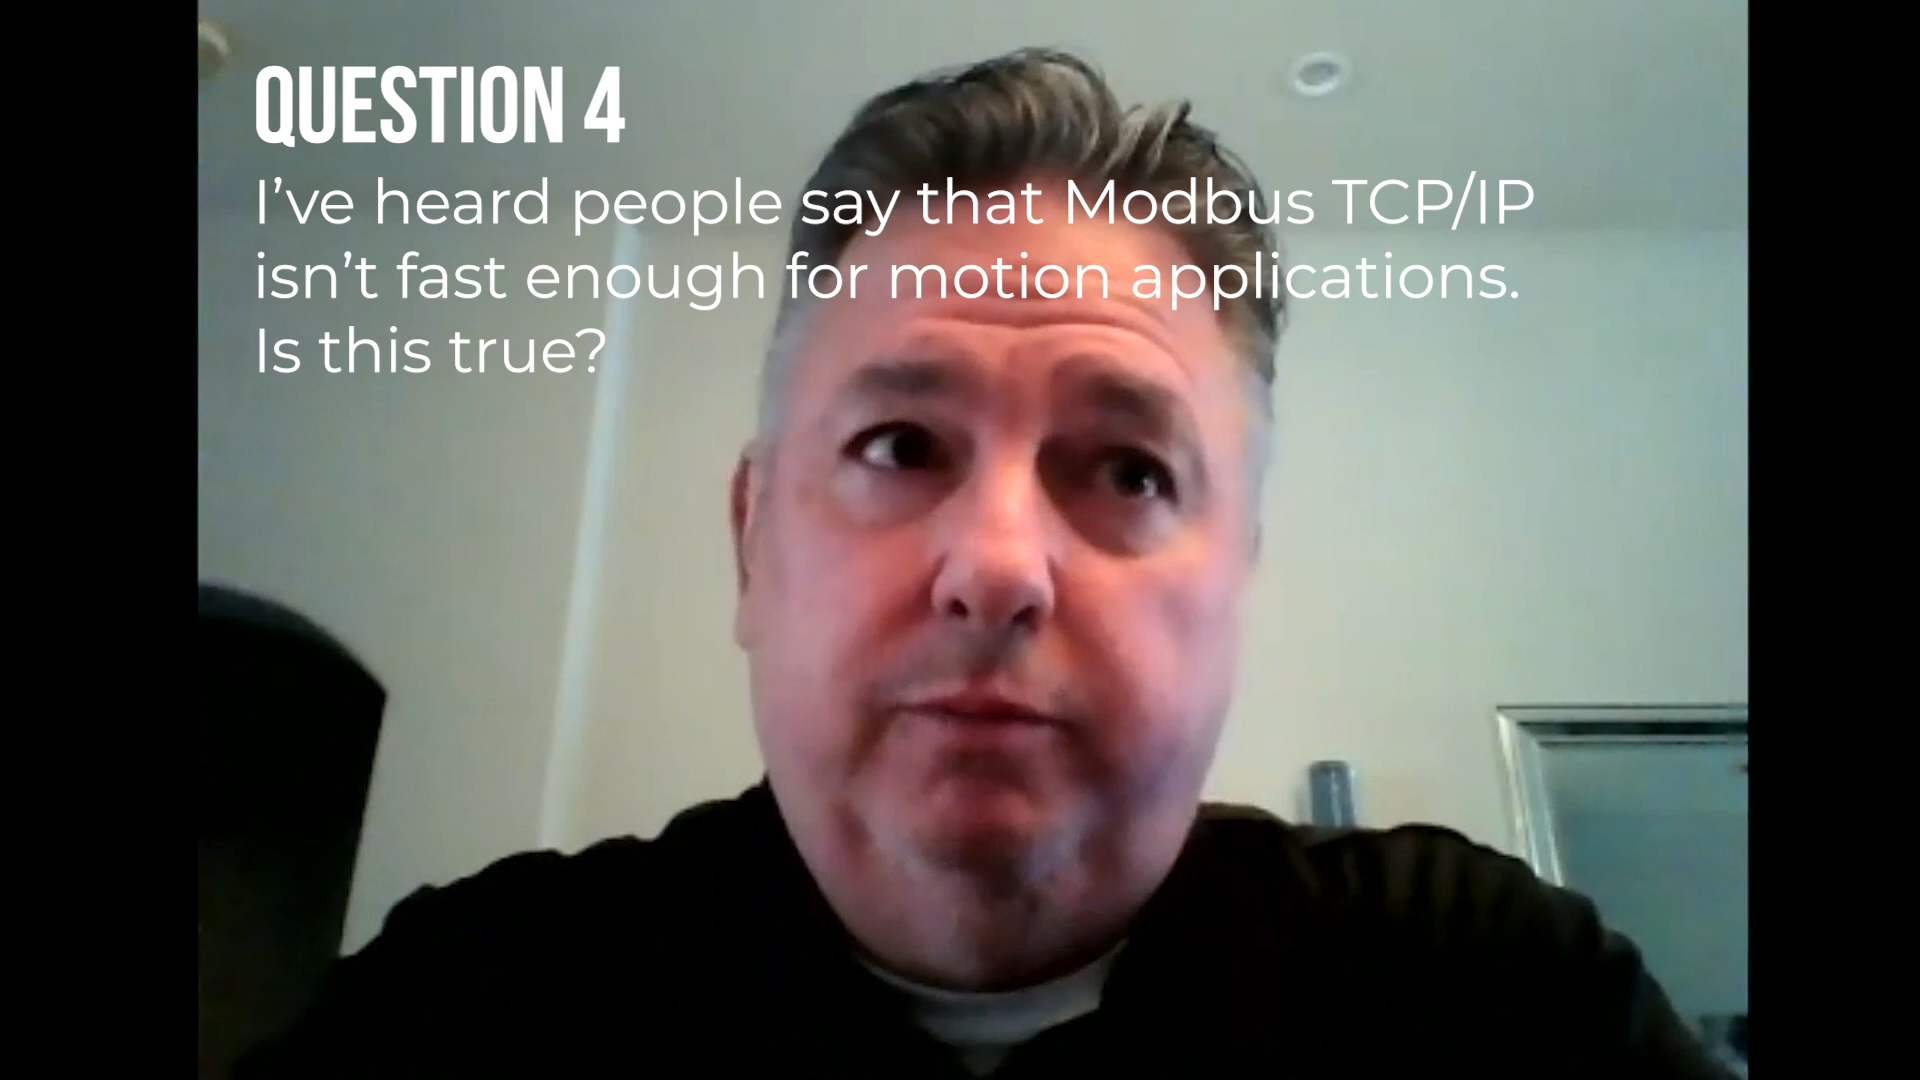 QUESTION 4
I’ve heard people say that Modbus TCP/IP
isn’t fast enough for motion applications.
Is this true?